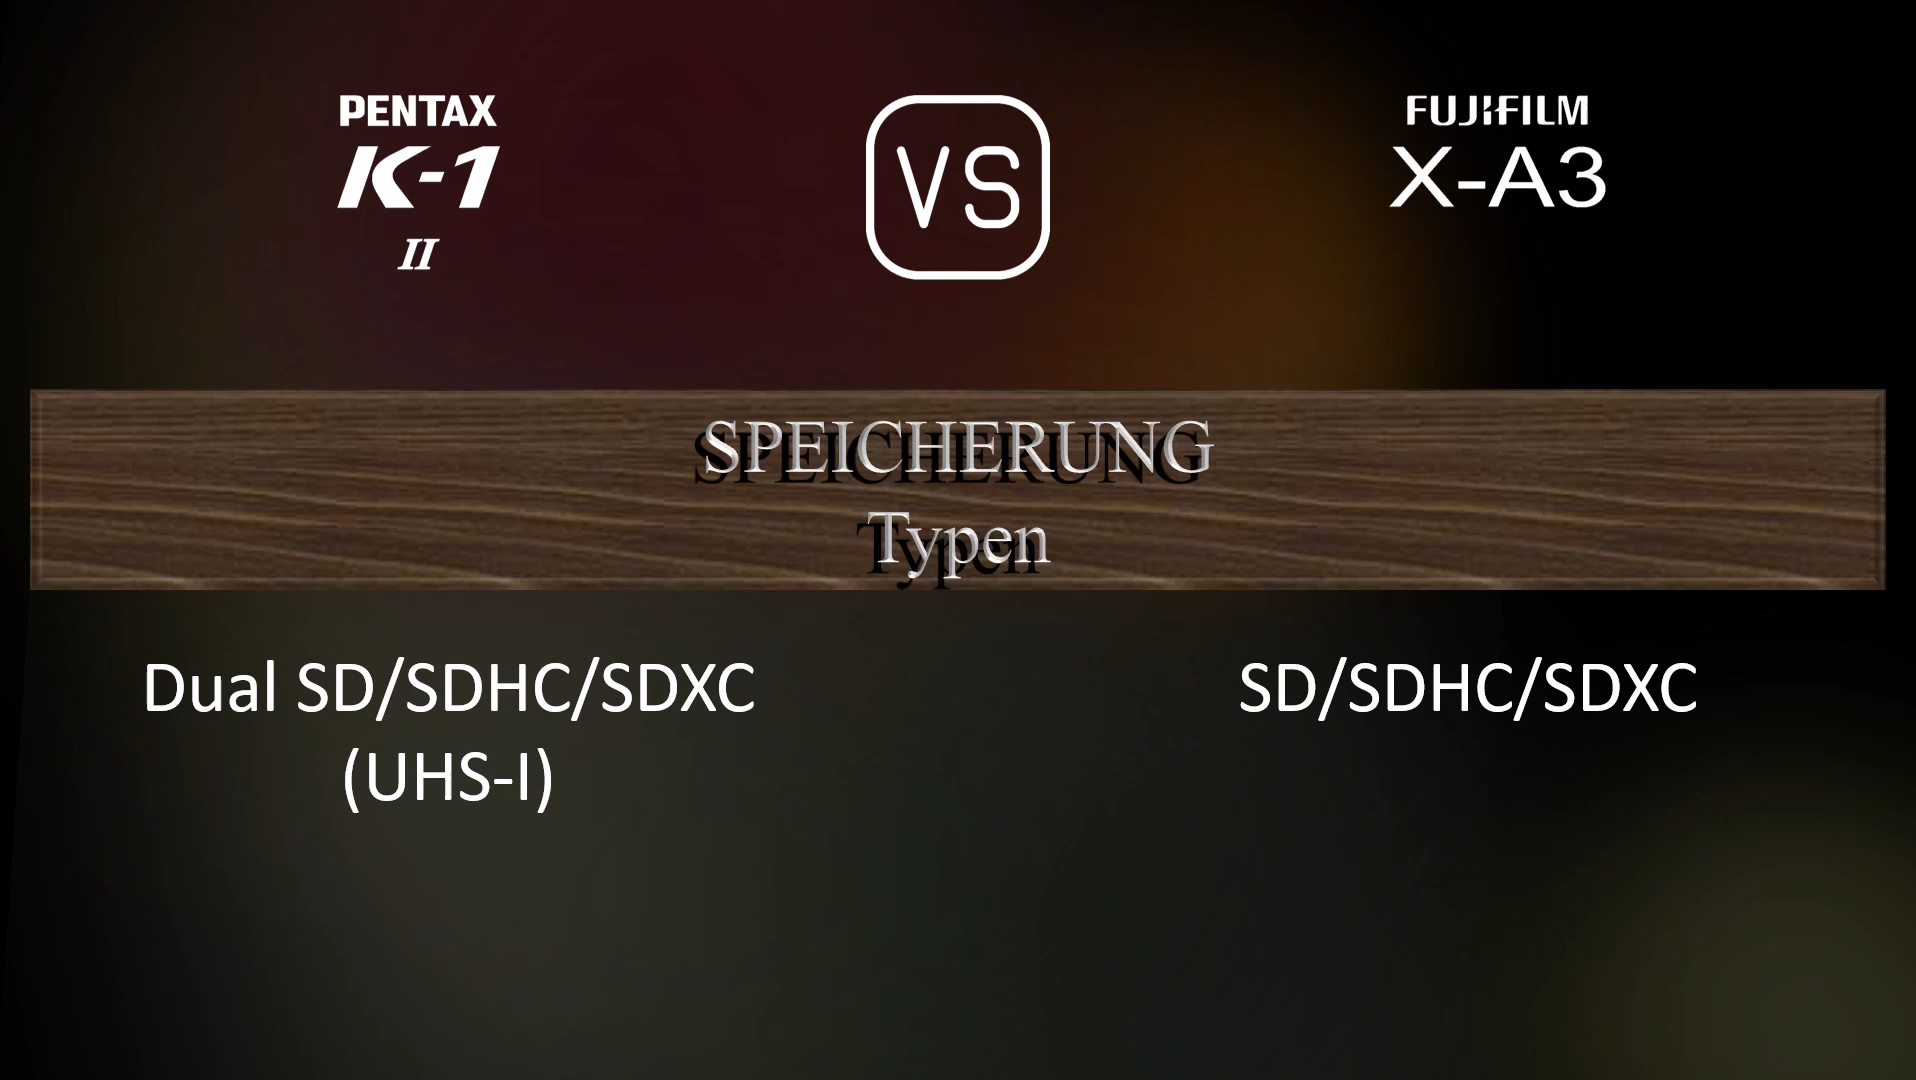 PENTAX
K-1
II
VS
FUJIFILM
X-A3
SPEICHERUNG
Typen
Dual SD/SDHC/SDXC
(UHS-I)
SD/SDHC/SDXC